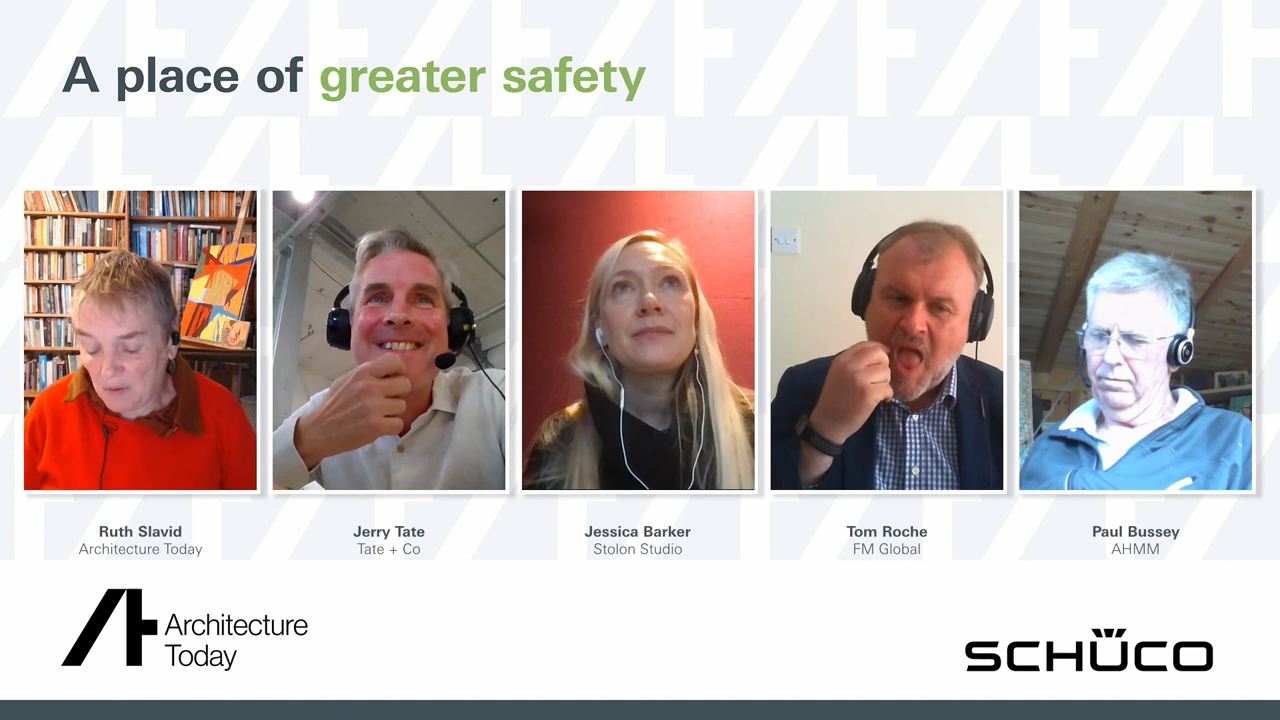 A place of greater safety
Ruth Slavid
Architecture Today
Jerry Tate
Tate + Co
Jessica Barker
Stolon Studio
Tom Roche
FM Global
Paul Bussey
AHMM
Architecture
Today
SCHÜCO